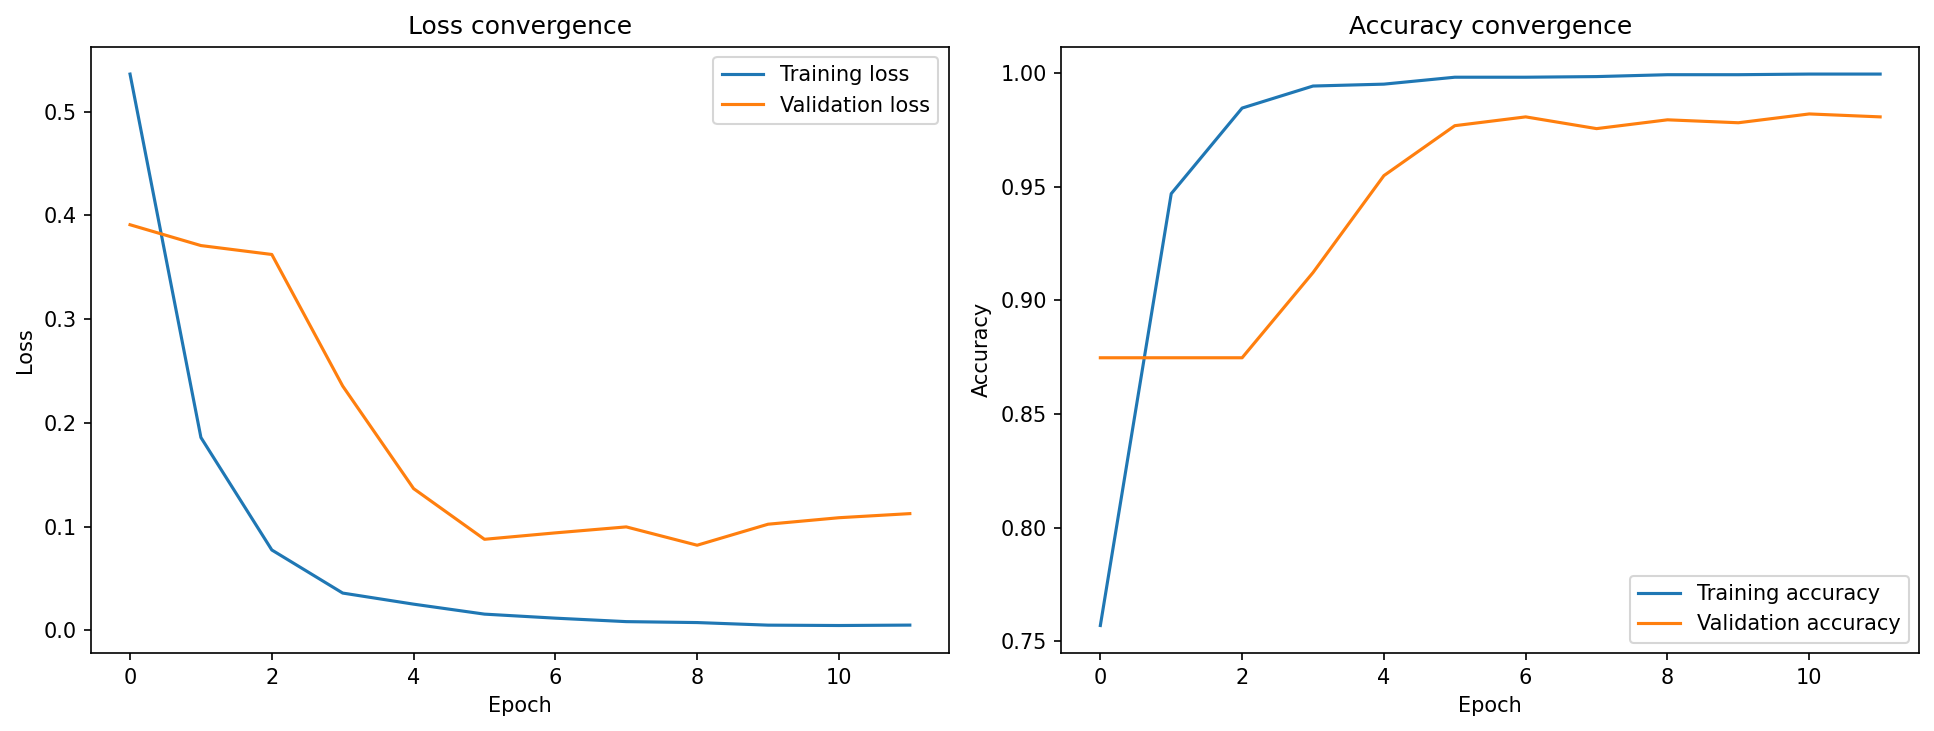 Loss convergence
Training loss
Validation loss
0.5
0.4
0.3
0.2
0.1
0.0
Loss
0 2 4 6 8 10
Epoch
Accuracy convergence
1.00
0.95
0.90
0.85
0.80
0.75
Accuracy
Training accuracy
Validation accuracy
0 2 4 6 8 10
Epoch